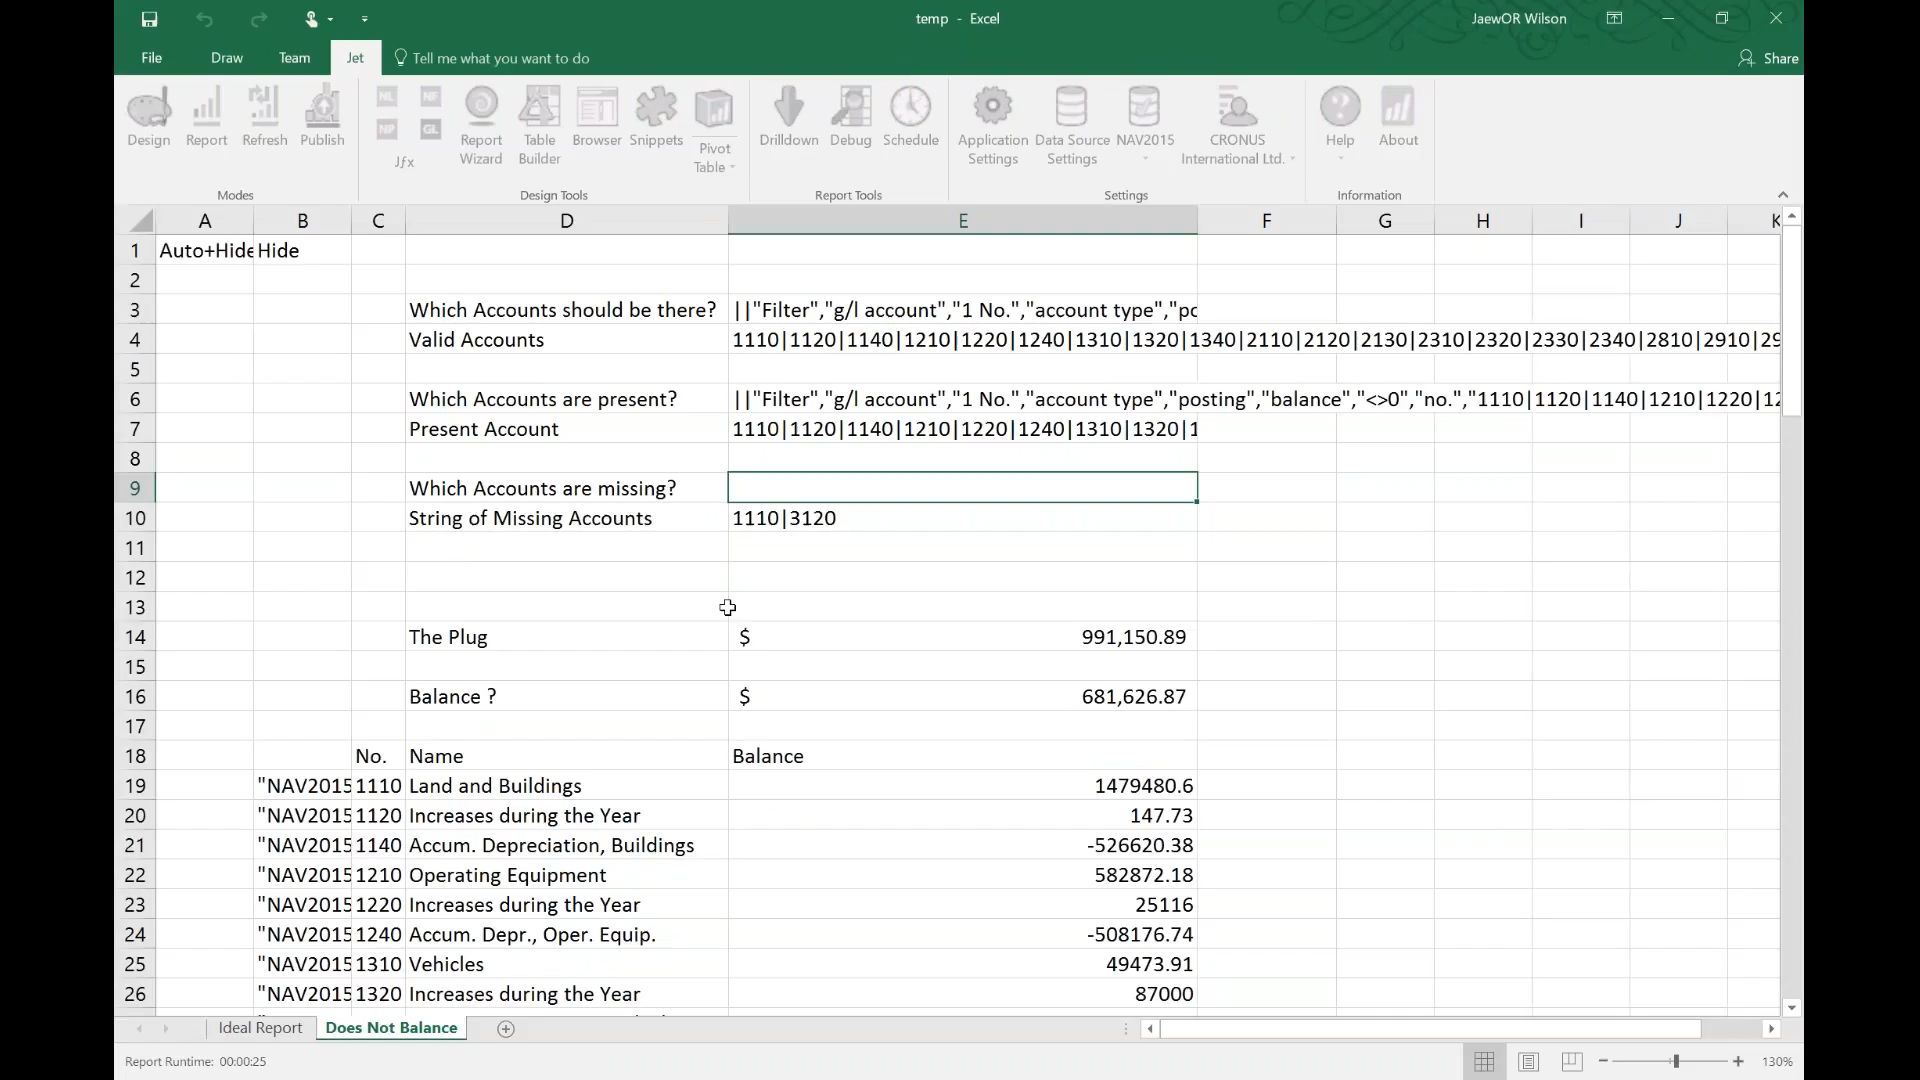 temp - Excel
JaewOR Wilson
File Draw Team Jet Tell me what you want to do
Share
NL NF
NP GL
Jƒx
Design Report Refresh Publish
Report Wizard
Table Builder
Browser
Snippets
Pivot Table
Drilldown Debug Schedule
Application Settings
Data Source Settings
NAV2015
CRONUS International Ltd.
Help
About
Modes Design Tools Report Tools Settings Information
A B C D E F G H I J K
1 Auto+Hide Hide
2
3 Which Accounts should be there? ||"Filter","g/l account","1 No.","account type","po
4 Valid Accounts 1110|1120|1140|1210|1220|1240|1310|1320|1340|2110|2120|2130|2310|2320|2330|2340|2810|2910|29
5
6 Which Accounts are present? ||"Filter","g/l account","1 No.","account type","posting","balance","<>0","no.","1110|1120|1140|1210|1220|12
7 Present Account 1110|1120|1140|1210|1220|1240|1310|1320|1
8
9 Which Accounts are missing?
10 String of Missing Accounts 1110|3120
11
12
13
14 The Plug $ 991,150.89
15
16 Balance ? $ 681,626.87
17
18 No. Name Balance
19 "NAV2015 1110 Land and Buildings 1479480.6
20 "NAV2015 1120 Increases during the Year 147.73
21 "NAV2015 1140 Accum. Depreciation, Buildings -526620.38
22 "NAV2015 1210 Operating Equipment 582872.18
23 "NAV2015 1220 Increases during the Year 25116
24 "NAV2015 1240 Accum. Depr., Oper. Equip. -508176.74
25 "NAV2015 1310 Vehicles 49473.91
26 "NAV2015 1320 Increases during the Year 87000
Ideal Report Does Not Balance
Report Runtime: 00:00:25
130%